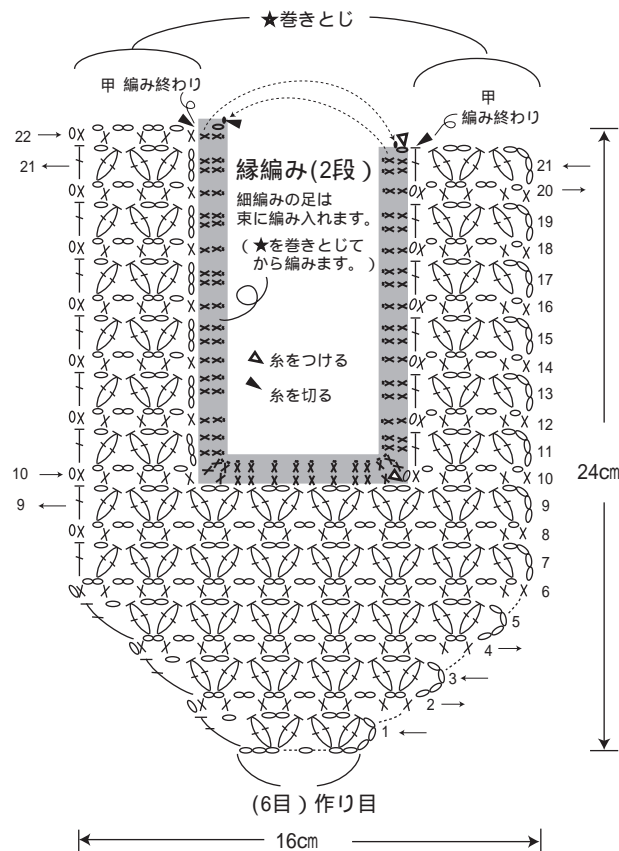 ★巻きとじ
甲 編み終わり
甲
編み終わり
22
21
縁編み(2段)
細編みの足は
束に編み入れます。
(★を巻きとじて
から編みます。)
糸をつける
糸を切る
21
20
19
18
17
16
15
14
13
12
11
10
10
9
9
8
7
6
5
4
3
2
1
24cm
(6目)作り目
16cm